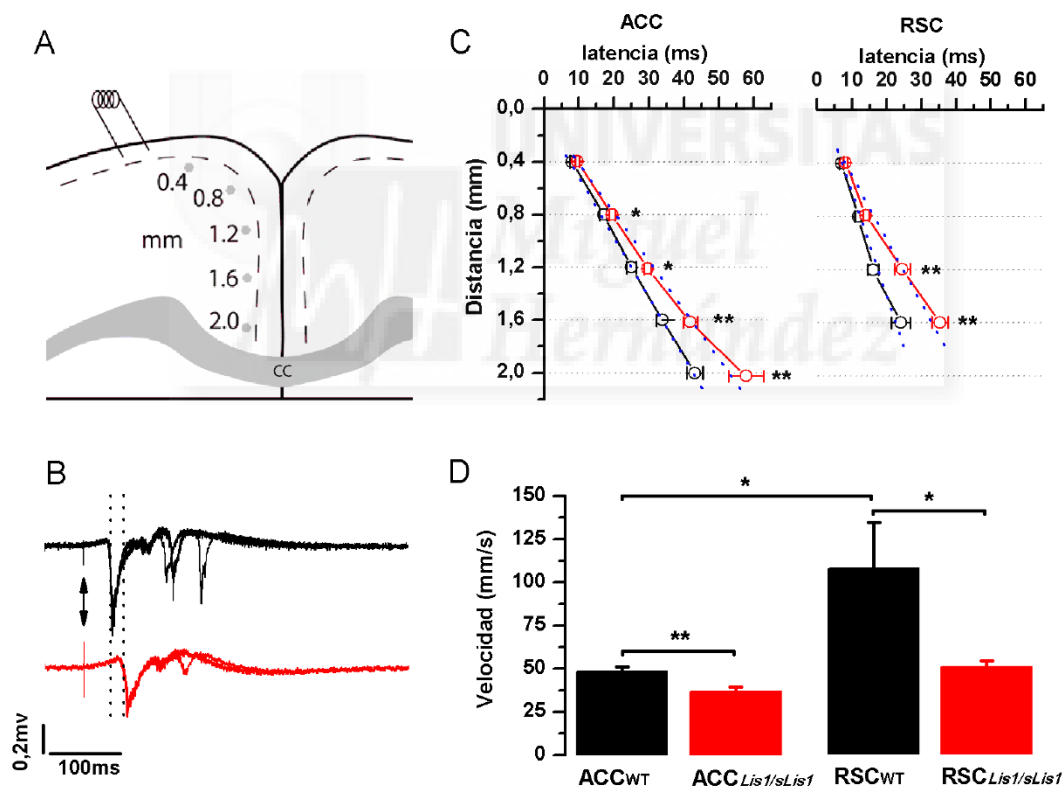 A
0.4
0.8
mm
1.2
1.6
2.0
cc
B
0,2mv
100ms
C
ACC
latencia (ms)
0 10 20 30 40 50 60
RSC
latencia (ms)
0 10 20 30 40 50 60
Distancia (mm)
0,0
0,4
0,8
1,2
1,6
2,0
*
*
**
**
**
**
UNIVERSITAS
Miguel
Hernández
D
Velocidad (mm/s)
150
125
100
75
50
25
0
*
**
*
ACCWT
ACCLis1/sLis1
RSCWT
RSCLis1/sLis1